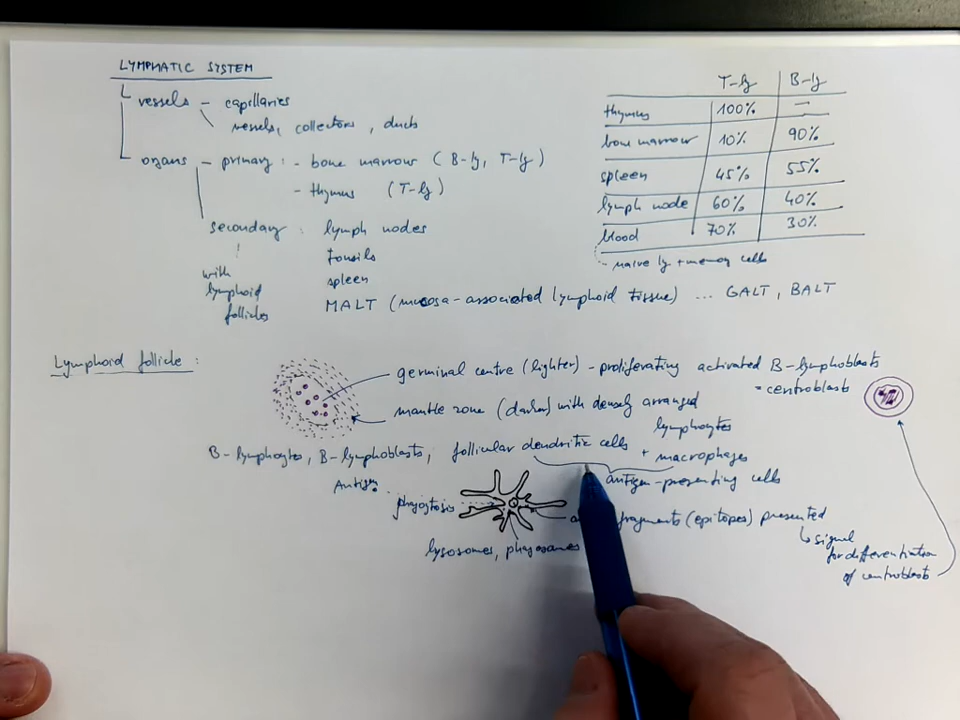 LYMPHATIC SYSTEM
vessels - capillaries
vessels, collectors, ducts
organs - primary : - bone marrow ( B-ly, T-ly )
- thymus ( T-ly )
secondary : lymph nodes
tonsils
spleen
MALT (mucosa-associated lymphoid tissue) ... GALT, BALT
with
lymphoid
follicles
T-ly B-ly
thymus 100% —
bone marrow 10% 90%
spleen 45% 55%
lymph node 60% 40%
blood 70% 30%
naive ly + memory cells
Lymphoid follicle :
germinal centre (lighter) - proliferating activated B-lymphoblasts
= centroblasts
mantle zone (darker) with densely arranged
lymphocytes
B-lymphocytes, B-lymphoblasts, follicular dendritic cells + macrophages
antigen-presenting cells
Antigen
phagocytosis
fragments (epitopes) presented
lysosomes, phagosomes
signal
for differentiation
of centroblasts